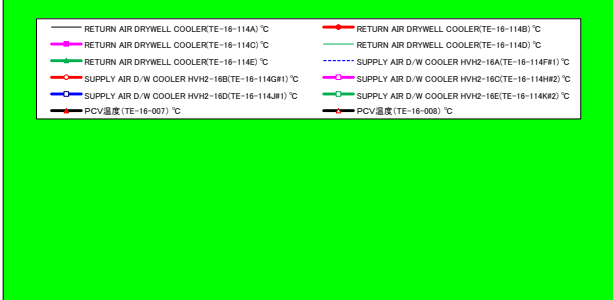 RETURN AIR DRYWELL COOLER(TE-16-114A) ℃
RETURN AIR DRYWELL COOLER(TE-16-114B) ℃
RETURN AIR DRYWELL COOLER(TE-16-114C) ℃
RETURN AIR DRYWELL COOLER(TE-16-114D) ℃
RETURN AIR DRYWELL COOLER(TE-16-114E) ℃
SUPPLY AIR D/W COOLER HVH2-16A(TE-16-114F#1) ℃
SUPPLY AIR D/W COOLER HVH2-16B(TE-16-114G#1) ℃
SUPPLY AIR D/W COOLER HVH2-16C(TE-16-114H#2) ℃
SUPPLY AIR D/W COOLER HVH2-16D(TE-16-114J#1) ℃
SUPPLY AIR D/W COOLER HVH2-16E(TE-16-114K#2) ℃
PCV温度(TE-16-007) ℃
PCV温度(TE-16-008) ℃